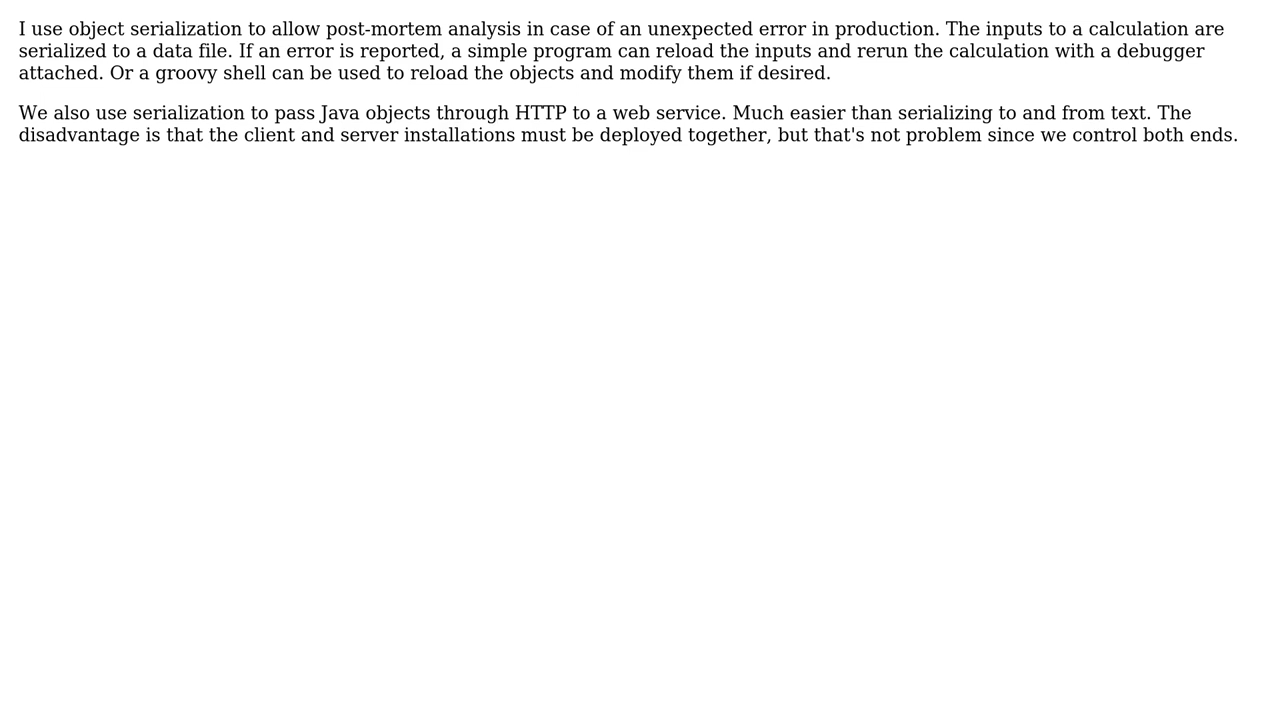 I use object serialization to allow post-mortem analysis in case of an unexpected error in production. The inputs to a calculation are
serialized to a data file. If an error is reported, a simple program can reload the inputs and rerun the calculation with a debugger
attached. Or a groovy shell can be used to reload the objects and modify them if desired.
We also use serialization to pass Java objects through HTTP to a web service. Much easier than serializing to and from text. The
disadvantage is that the client and server installations must be deployed together, but that's not problem since we control both ends.